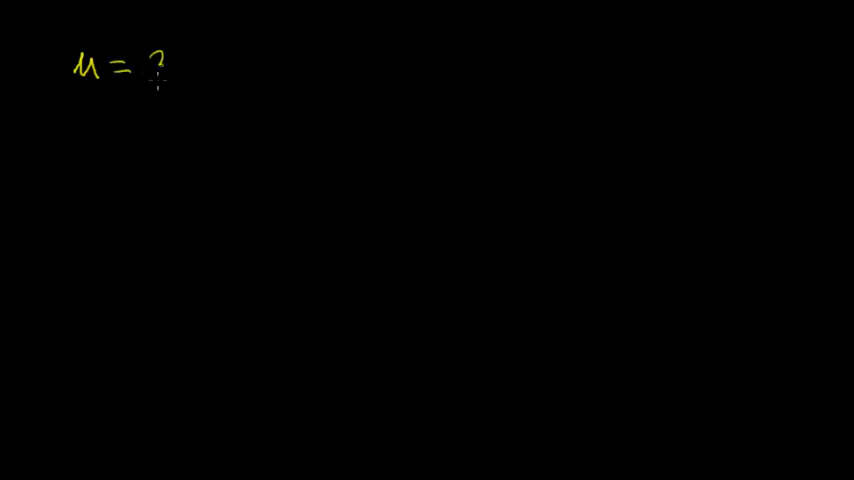 u = ?